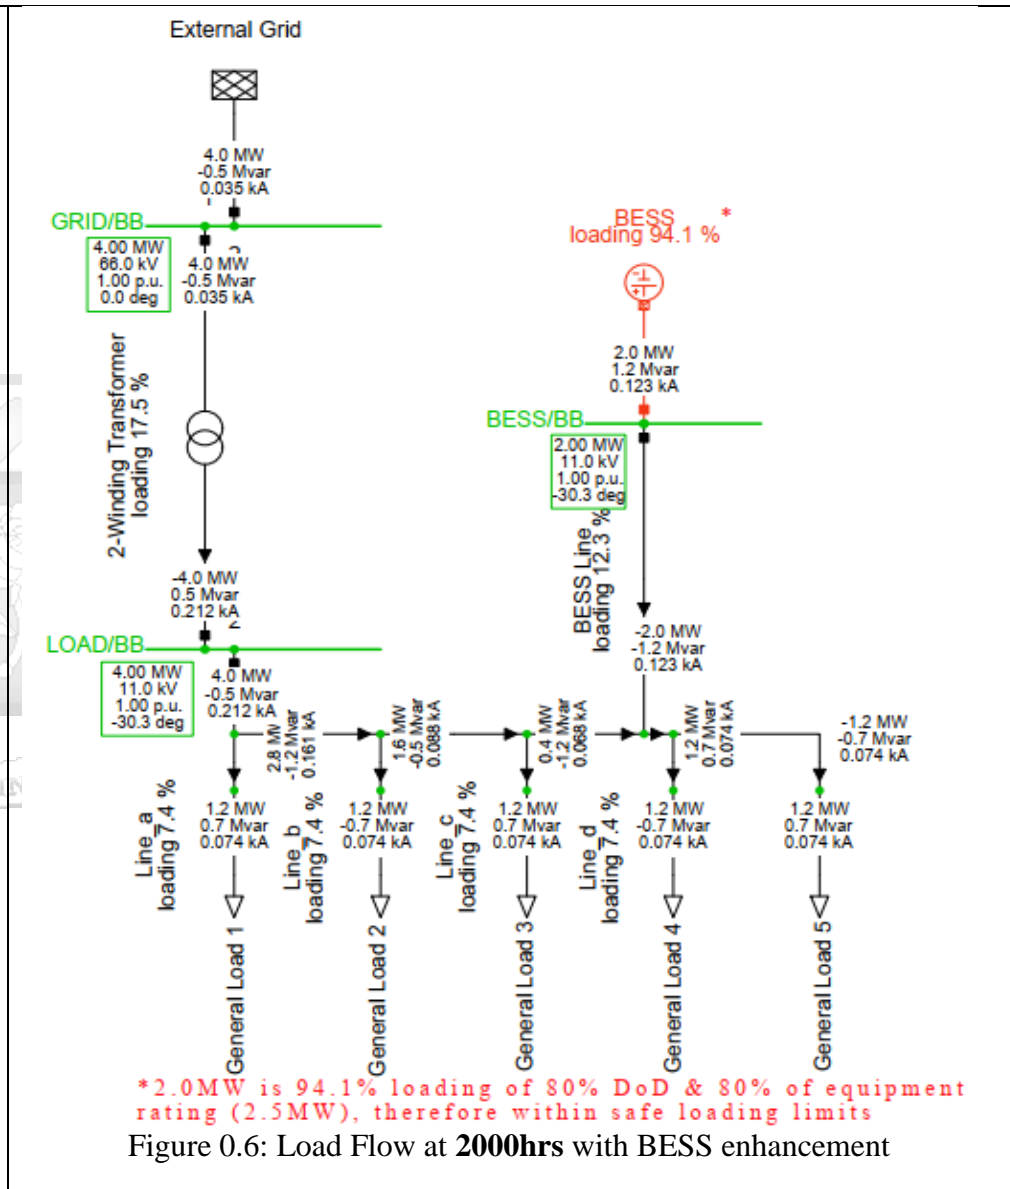 External Grid
4.0 MW
-0.5 Mvar
0.035 kA
GRID/BB
4.00 MW
66.0 kV
1.00 p.u.
0.0 deg
4.0 MW
-0.5 Mvar
0.035 kA
2-Winding Transformer
loading 17.5 %
-4.0 MW
0.5 Mvar
0.212 kA
LOAD/BB
4.00 MW
11.0 kV
1.00 p.u.
-30.3 deg
4.0 MW
-0.5 Mvar
0.212 kA
BESS *
loading 94.1 %
2.0 MW
1.2 Mvar
0.123 kA
BESS/BB
2.00 MW
11.0 kV
1.00 p.u.
-30.3 deg
BESS Line
loading 12.3 %
-2.0 MW
-1.2 Mvar
0.123 kA
2.8 MW
-1.2 Mvar
0.161 kA
1.6 MW
-0.5 Mvar
0.088 kA
0.4 MW
-1.2 Mvar
0.068 kA
1.2 MW
0.7 Mvar
0.074 kA
-1.2 MW
-0.7 Mvar
0.074 kA
Line_a
loading 7.4 %
1.2 MW
0.7 Mvar
0.074 kA
Line_b
loading 7.4 %
1.2 MW
-0.7 Mvar
0.074 kA
Line_c
loading 7.4 %
1.2 MW
0.7 Mvar
0.074 kA
Line_d
loading 7.4 %
1.2 MW
-0.7 Mvar
0.074 kA
1.2 MW
0.7 Mvar
0.074 kA
General Load 1
General Load 2
General Load 3
General Load 4
General Load 5
*2.0MW is 94.1% loading of 80% DoD & 80% of equipment
rating (2.5MW), therefore within safe loading limits
Figure 0.6: Load Flow at 2000hrs with BESS enhancement